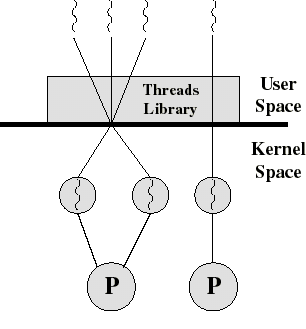 Threads
Library
User
Space
Kernel
Space
P
P